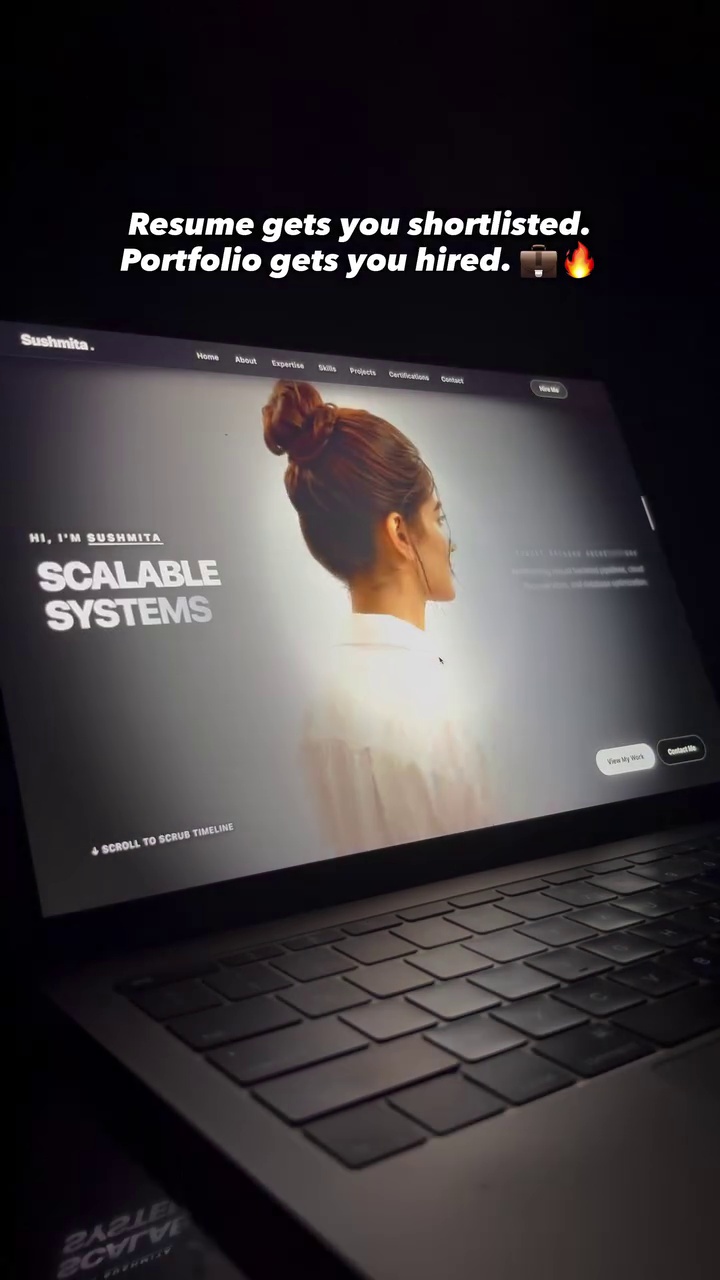 Resume gets you shortlisted.
Portfolio gets you hired. 💼🔥
Sushmita.
Home About Expertise Skills Projects Certifications Contact
Hire Me
HI, I'M SUSHMITA
SCALABLE
SYSTEMS
View My Work
Contact Me
↓ SCROLL TO SCRUB TIMELINE